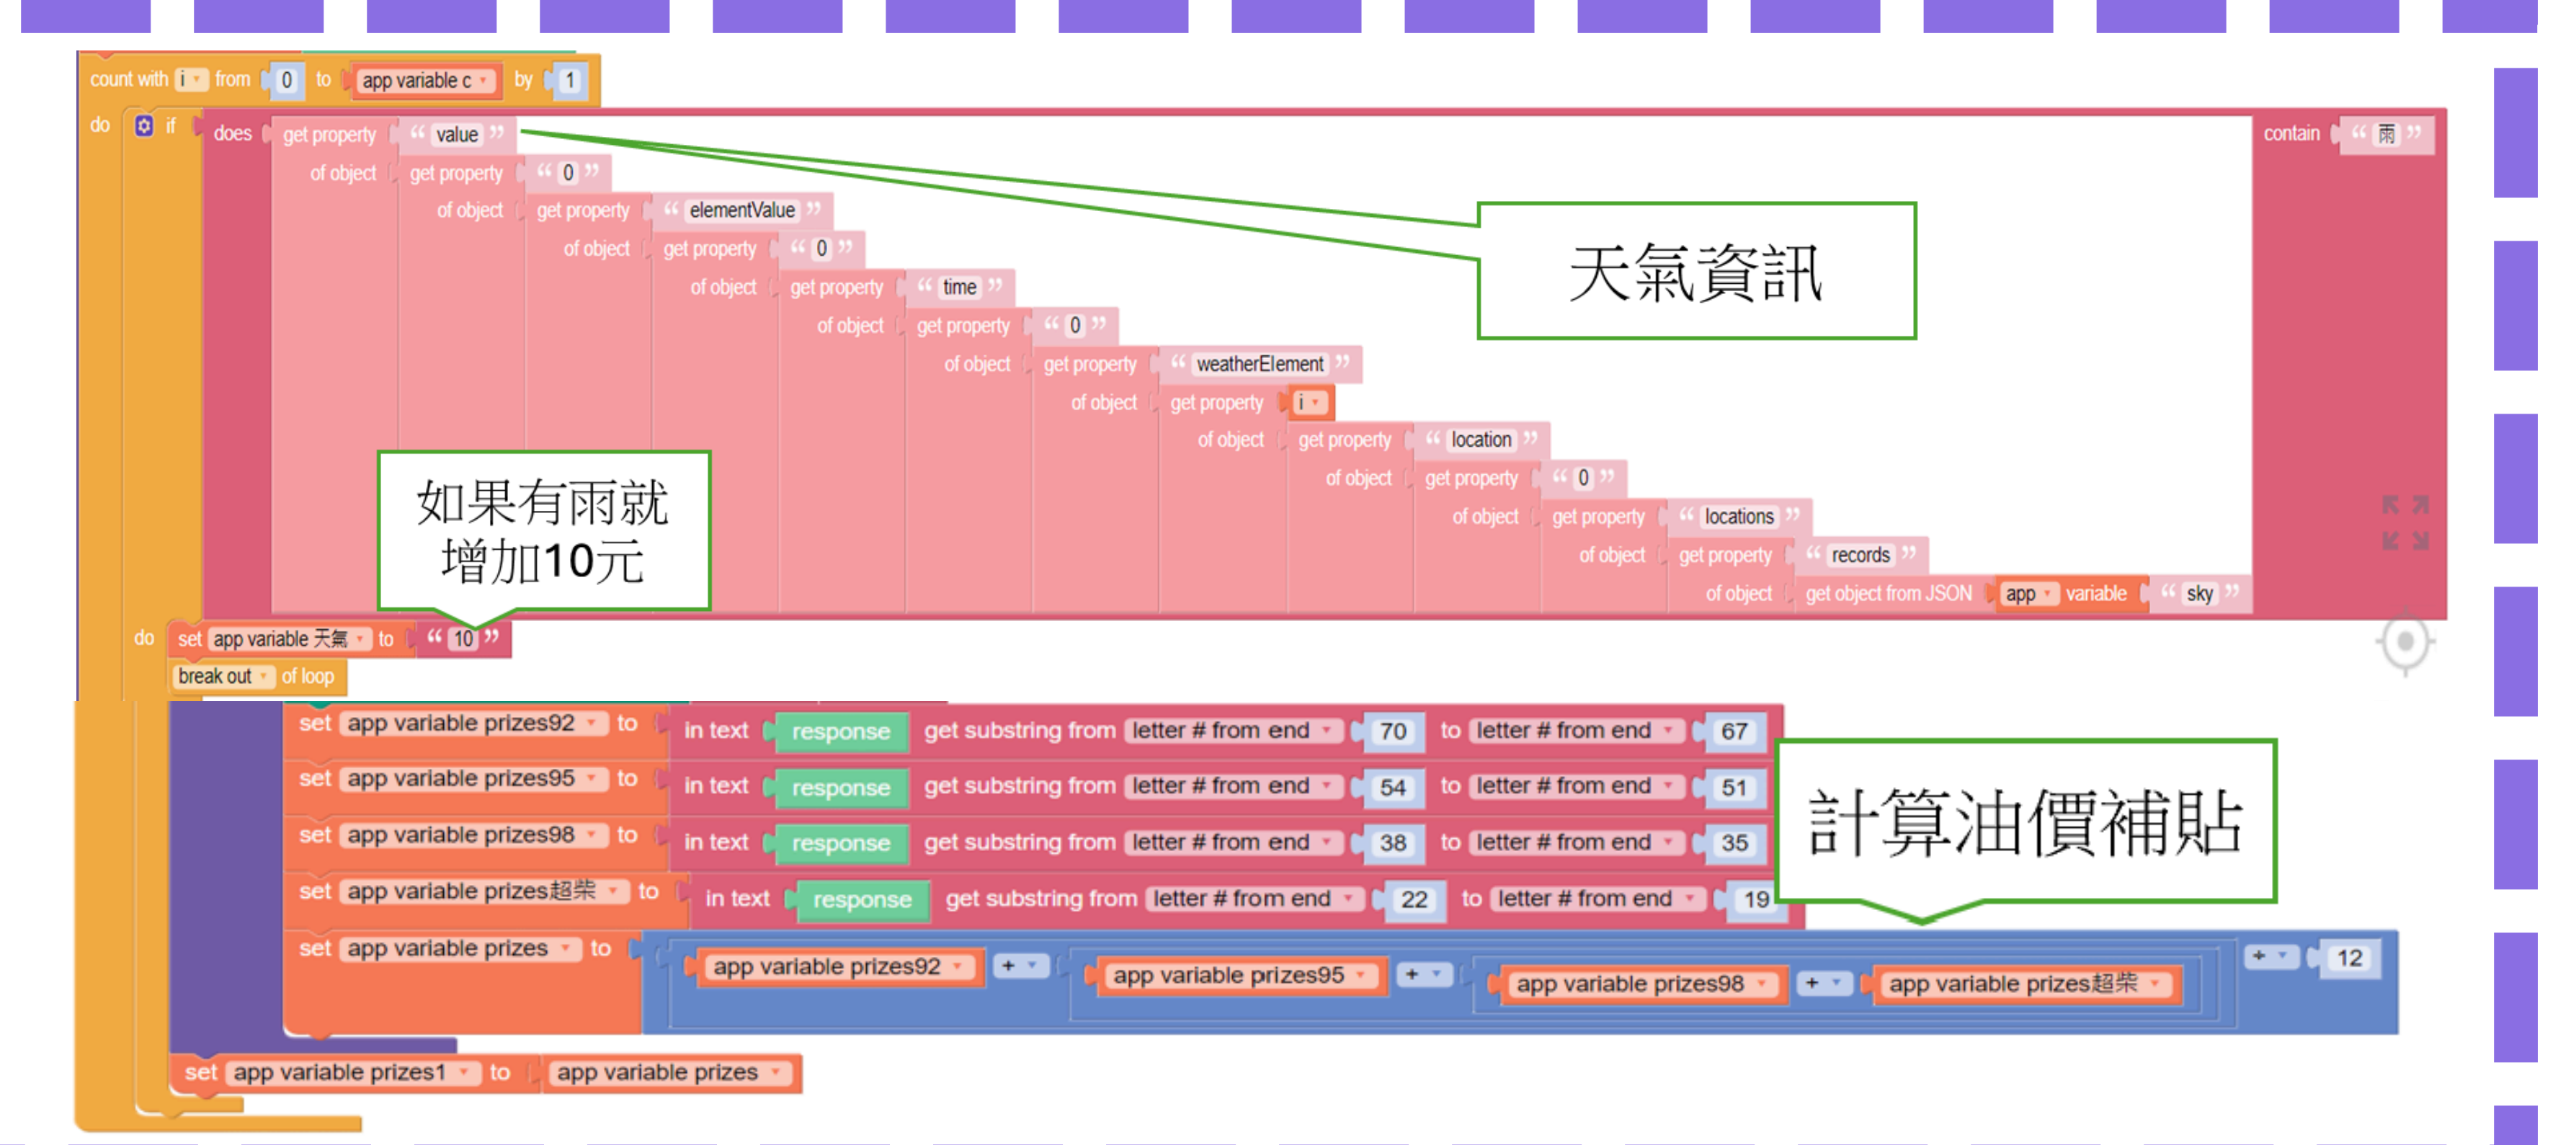 count with i from 0 to app variable c by 1
do if does get property “ value ” contain “ 雨 ”
of object get property “ 0 ”
of object get property “ elementValue ”
of object get property “ 0 ”
of object get property “ time ”
of object get property “ 0 ”
of object get property “ weatherElement ”
of object get property i
of object get property “ location ”
of object get property “ 0 ”
of object get property “ locations ”
of object get property “ records ”
of object get object from JSON app variable “ sky ”
天氣資訊
如果有雨就
增加10元
do set app variable 天氣 to “ 10 ”
break out of loop
set app variable prizes92 to in text response get substring from letter # from end 70 to letter # from end 67
set app variable prizes95 to in text response get substring from letter # from end 54 to letter # from end 51
set app variable prizes98 to in text response get substring from letter # from end 38 to letter # from end 35
set app variable prizes超柴 to in text response get substring from letter # from end 22 to letter # from end 19
計算油價補貼
set app variable prizes to app variable prizes92 + app variable prizes95 + app variable prizes98 + app variable prizes超柴 + 12
set app variable prizes1 to app variable prizes